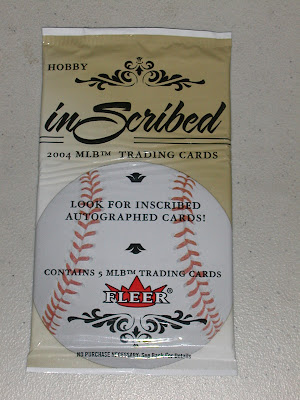 HOBBY
inScribed
2004 MLB™ TRADING CARDS
LOOK FOR INSCRIBED
AUTOGRAPHED CARDS!
CONTAINS 5 MLB™ TRADING CARDS
FLEER
NO PURCHASE NECESSARY. See Pack For Details